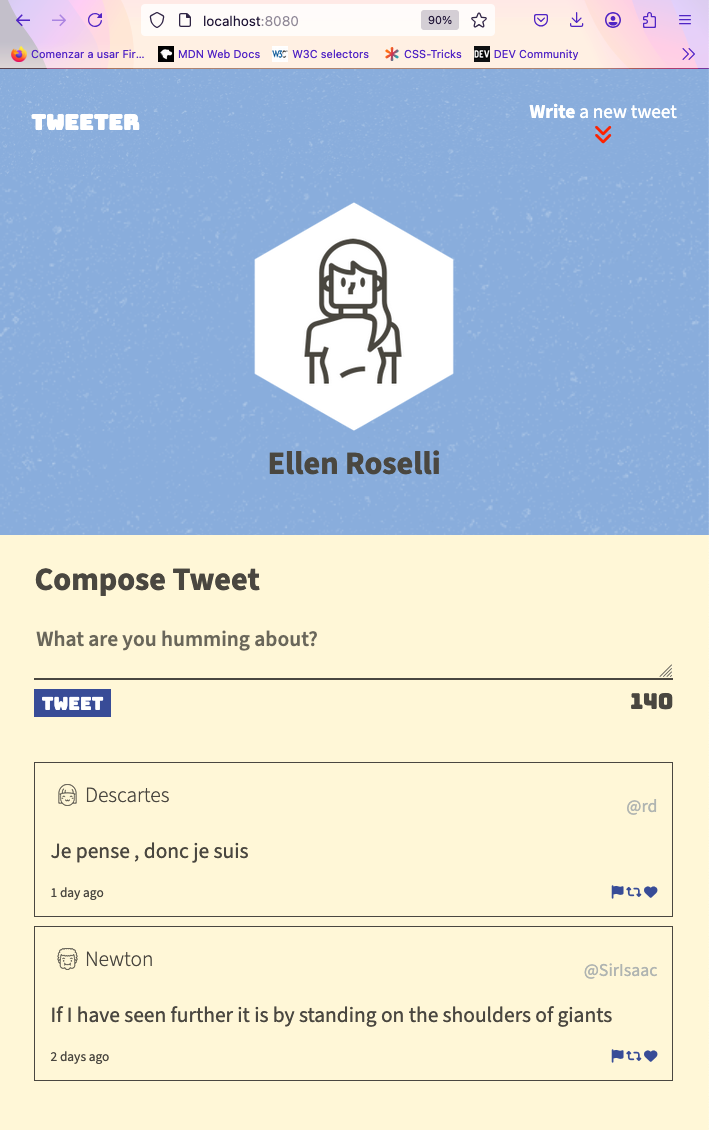 localhost:8080
90%
Comenzar a usar Fir...
MDN Web Docs
W3C
W3C selectors
CSS-Tricks
DEV
DEV Community
TWEETER
Write a new tweet
Ellen Roselli
Compose Tweet
What are you humming about?
TWEET
140
Descartes
@rd
Je pense , donc je suis
1 day ago
Newton
@SirIsaac
If I have seen further it is by standing on the shoulders of giants
2 days ago